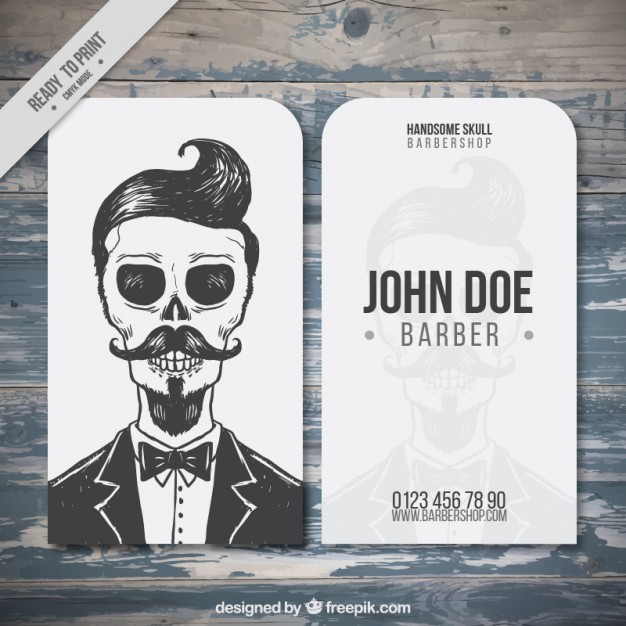 READY TO PRINT
CMYK MODE
HANDSOME SKULL
BARBERSHOP
JOHN DOE
• BARBER •
0123 456 78 90
WWW.BARBERSHOP.COM
designed by freepik.com